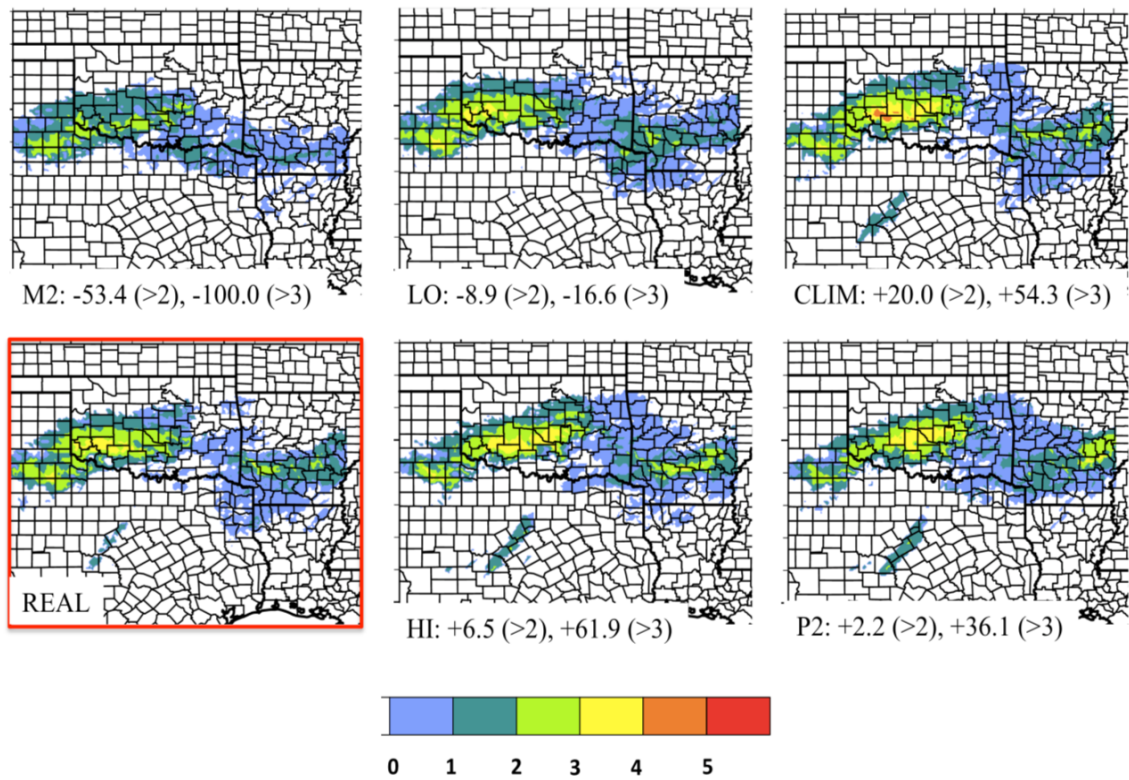 M2: -53.4 (>2), -100.0 (>3)
LO: -8.9 (>2), -16.6 (>3)
CLIM: +20.0 (>2), +54.3 (>3)
REAL
HI: +6.5 (>2), +61.9 (>3)
P2: +2.2 (>2), +36.1 (>3)
0 1 2 3 4 5